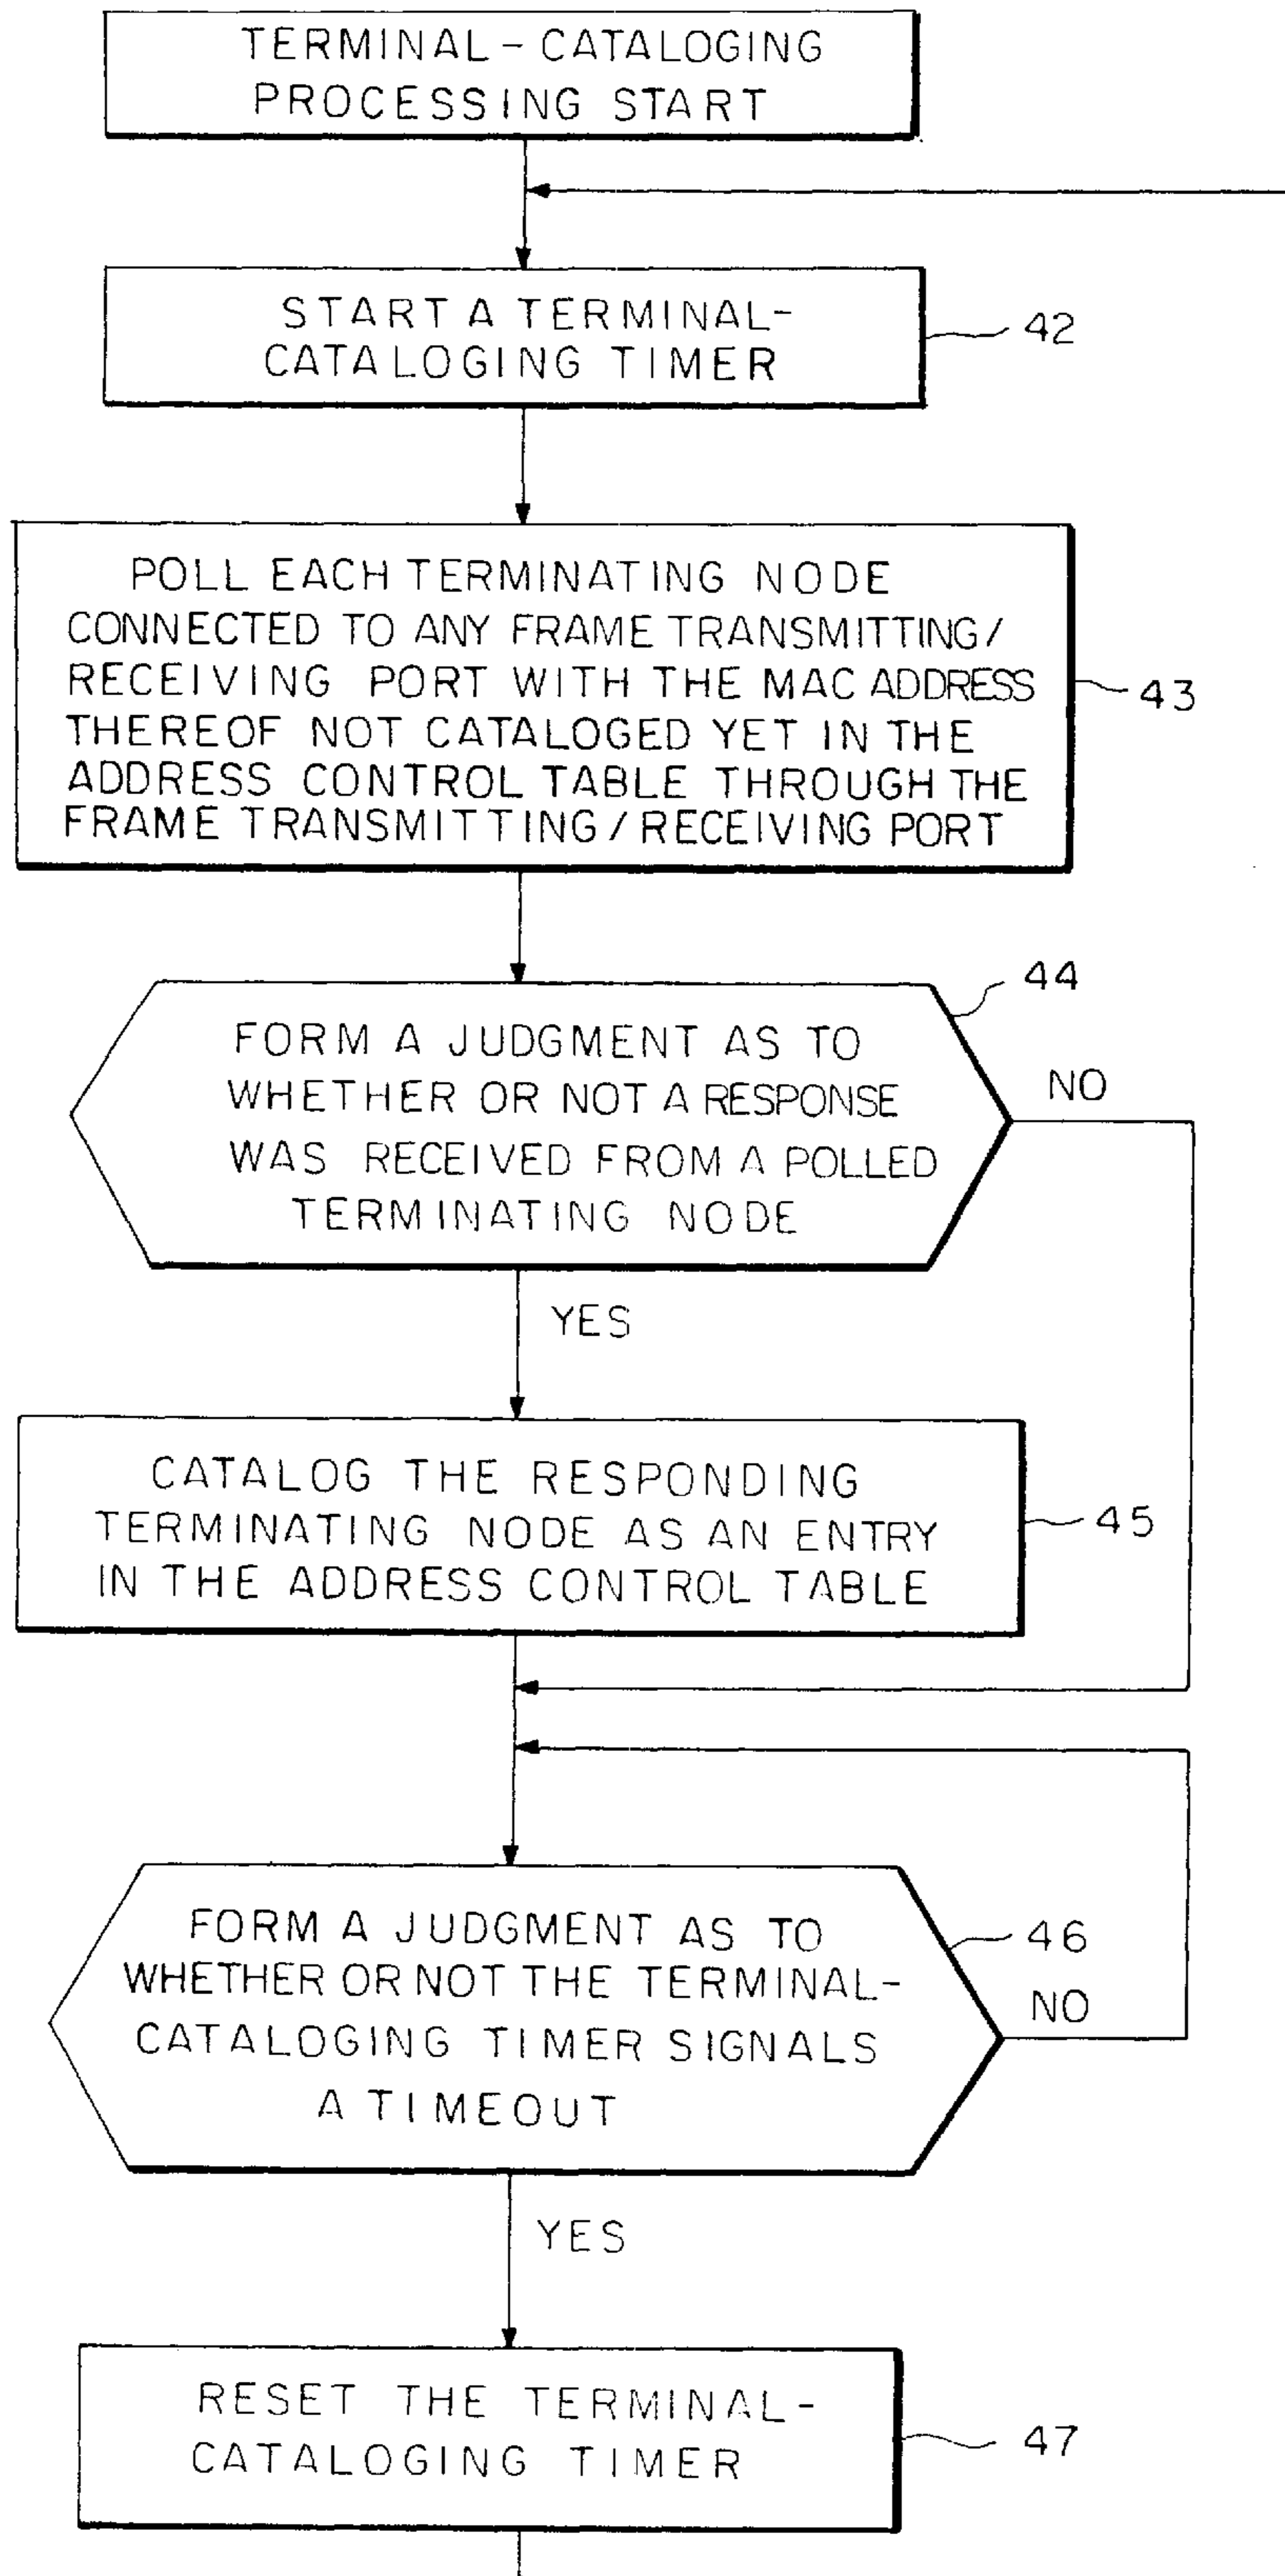 TERMINAL-CATALOGING
PROCESSING START
START A TERMINAL-
CATALOGING TIMER
42
POLL EACH TERMINATING NODE
CONNECTED TO ANY FRAME TRANSMITTING/
RECEIVING PORT WITH THE MAC ADDRESS
THEREOF NOT CATALOGED YET IN THE
ADDRESS CONTROL TABLE THROUGH THE
FRAME TRANSMITTING/RECEIVING PORT
43
44
FORM A JUDGMENT AS TO
WHETHER OR NOT A RESPONSE
WAS RECEIVED FROM A POLLED
TERMINATING NODE
NO
YES
CATALOG THE RESPONDING
TERMINATING NODE AS AN ENTRY
IN THE ADDRESS CONTROL TABLE
45
FORM A JUDGMENT AS TO
WHETHER OR NOT THE TERMINAL-
CATALOGING TIMER SIGNALS
A TIMEOUT
46
NO
YES
RESET THE TERMINAL-
CATALOGING TIMER
47